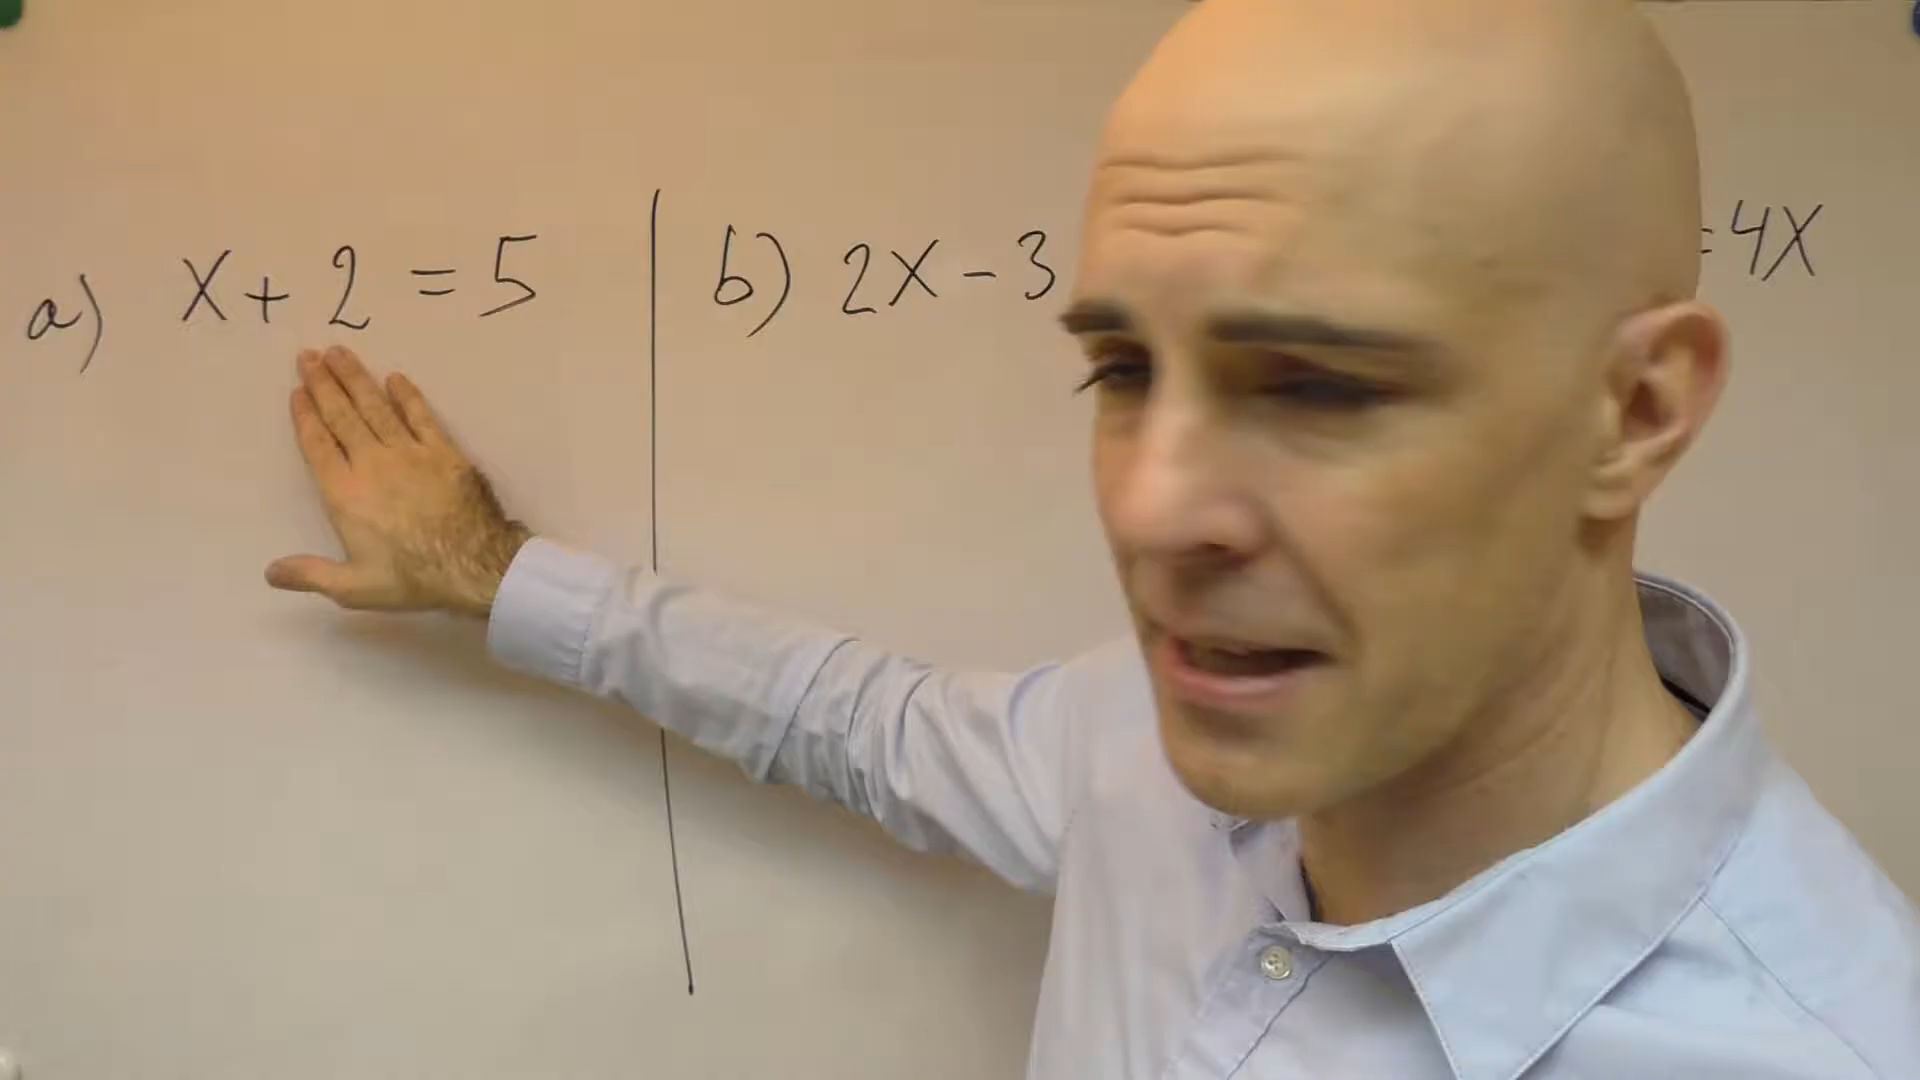 a) x + 2 = 5
b) 2x - 3
= 4x